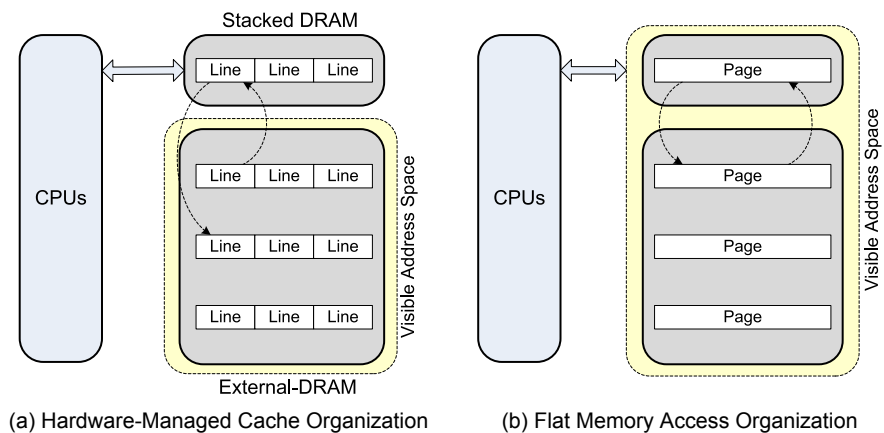 Stacked DRAM
CPUs
Line Line Line
Line Line Line
Line Line Line
Line Line Line
Visible Address Space
External-DRAM
(a) Hardware-Managed Cache Organization
CPUs
Page
Page
Page
Page
Visible Address Space
(b) Flat Memory Access Organization